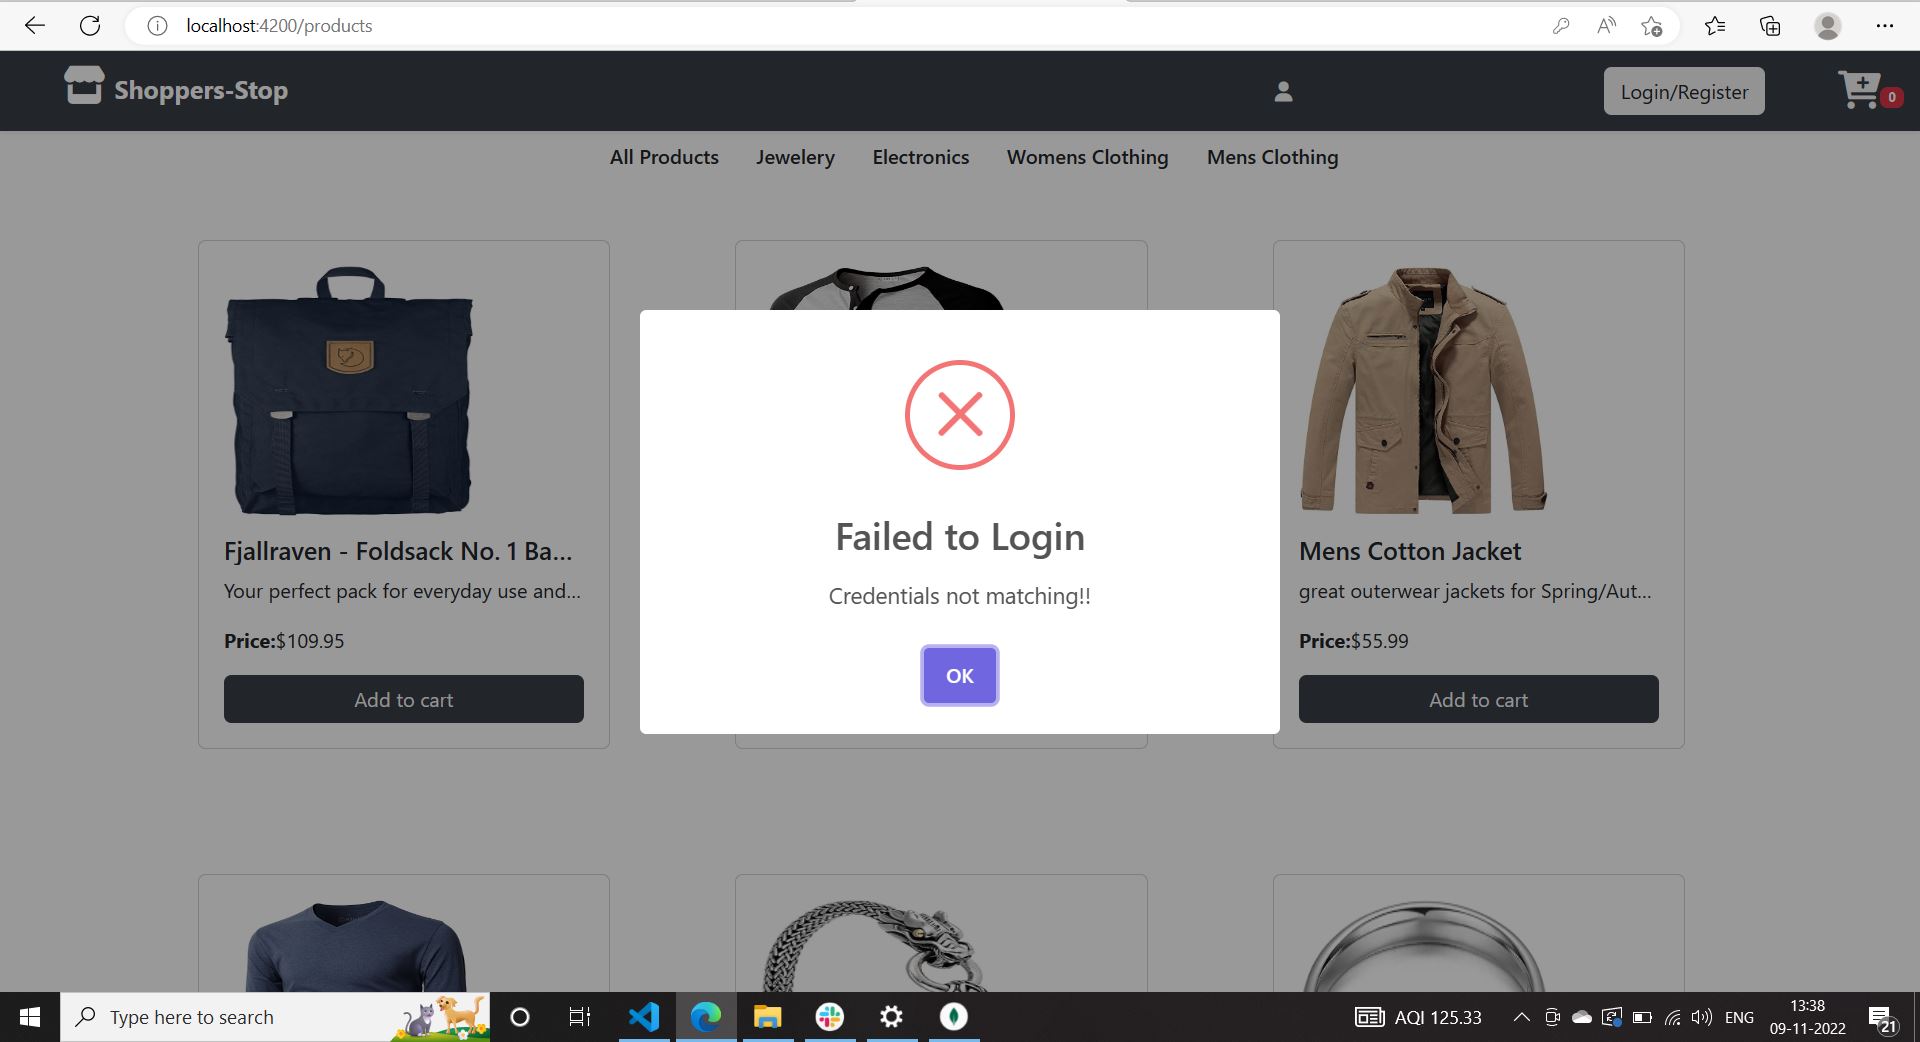 localhost:4200/products
Shoppers-Stop
Login/Register
0
All Products Jewelery Electronics Womens Clothing Mens Clothing
Failed to Login
Credentials not matching!!
OK
Fjallraven - Foldsack No. 1 Ba...
Your perfect pack for everyday use and...
Price:$109.95
Add to cart
Mens Cotton Jacket
great outerwear jackets for Spring/Aut...
Price:$55.99
Add to cart
Type here to search
AQI 125.33
ENG
13:38
09-11-2022
21